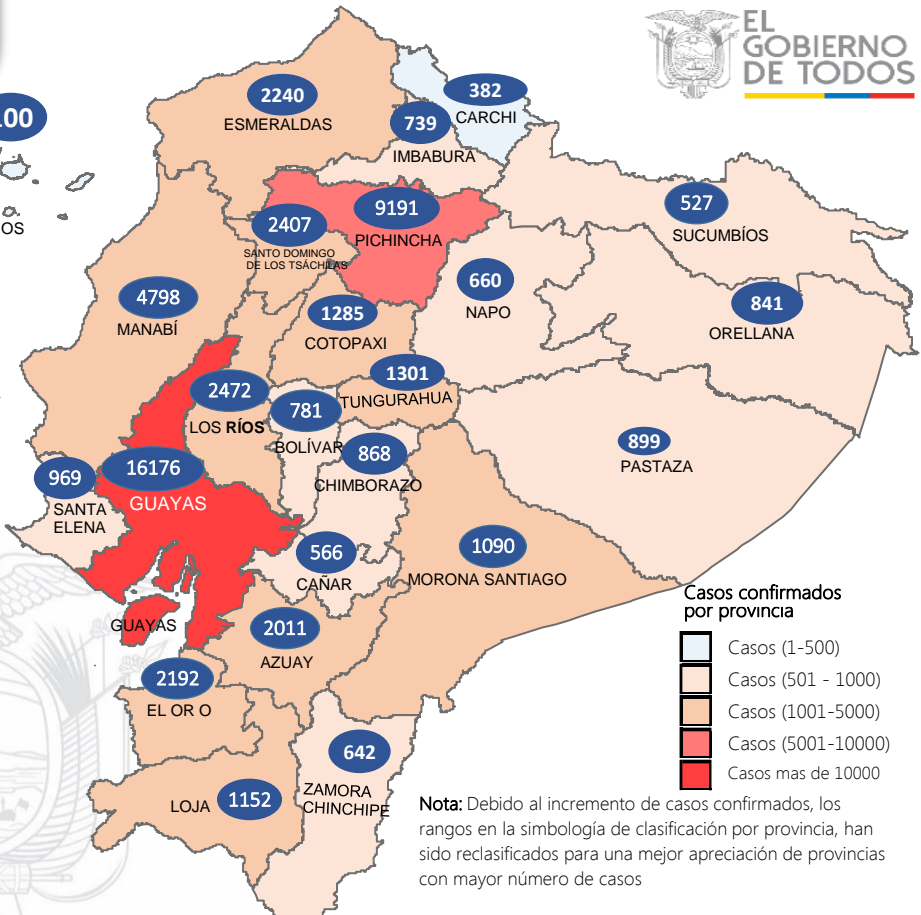 EL
GOBIERNO
DE TODOS
2240
ESMERALDAS
382
CARCHI
739
IMBABURA
527
SUCUMBÍOS
9191
PICHINCHA
2407
SANTO DOMINGO
DE LOS TSÁCHILAS
660
NAPO
841
ORELLANA
4798
MANABÍ
1285
COTOPAXI
1301
TUNGURAHUA
2472
LOS RÍOS
781
BOLÍVAR
868
CHIMBORAZO
899
PASTAZA
969
SANTA
ELENA
16176
GUAYAS
566
CAÑAR
1090
MORONA SANTIAGO
GUAYAS
2011
AZUAY
2192
EL OR O
642
ZAMORA
CHINCHIPE
LOJA 1152
Casos confirmados
por provincia
Casos (1-500)
Casos (501 - 1000)
Casos (1001-5000)
Casos (5001-10000)
Casos mas de 10000
Nota: Debido al incremento de casos confirmados, los
rangos en la simbología de clasificación por provincia, han
sido reclasificados para una mejor apreciación de provincias
con mayor número de casos